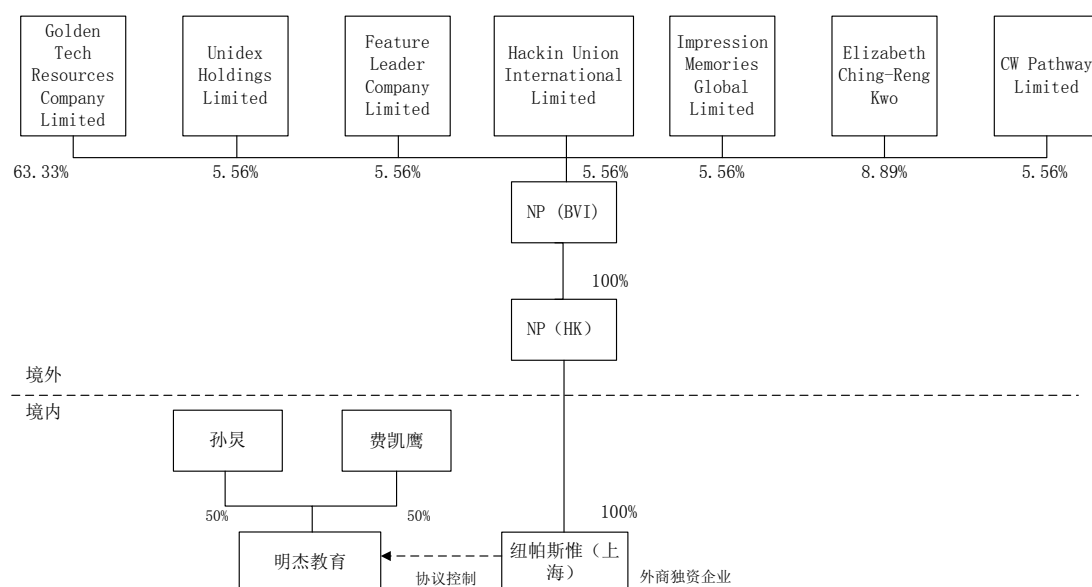 Golden
Tech
Resources
Company
Limited
Unidex
Holdings
Limited
Feature
Leader
Company
Limited
Hackin Union
International
Limited
Impression
Memories
Global
Limited
Elizabeth
Ching-Reng
Kwo
CW Pathway
Limited
63.33%
5.56%
5.56%
5.56%
5.56%
8.89%
5.56%
NP (BVI)
100%
NP（HK）
境外
境内
孙炅
费凯鹰
50%
50%
100%
明杰教育
协议控制
纽帕斯惟（上
海）
外商独资企业